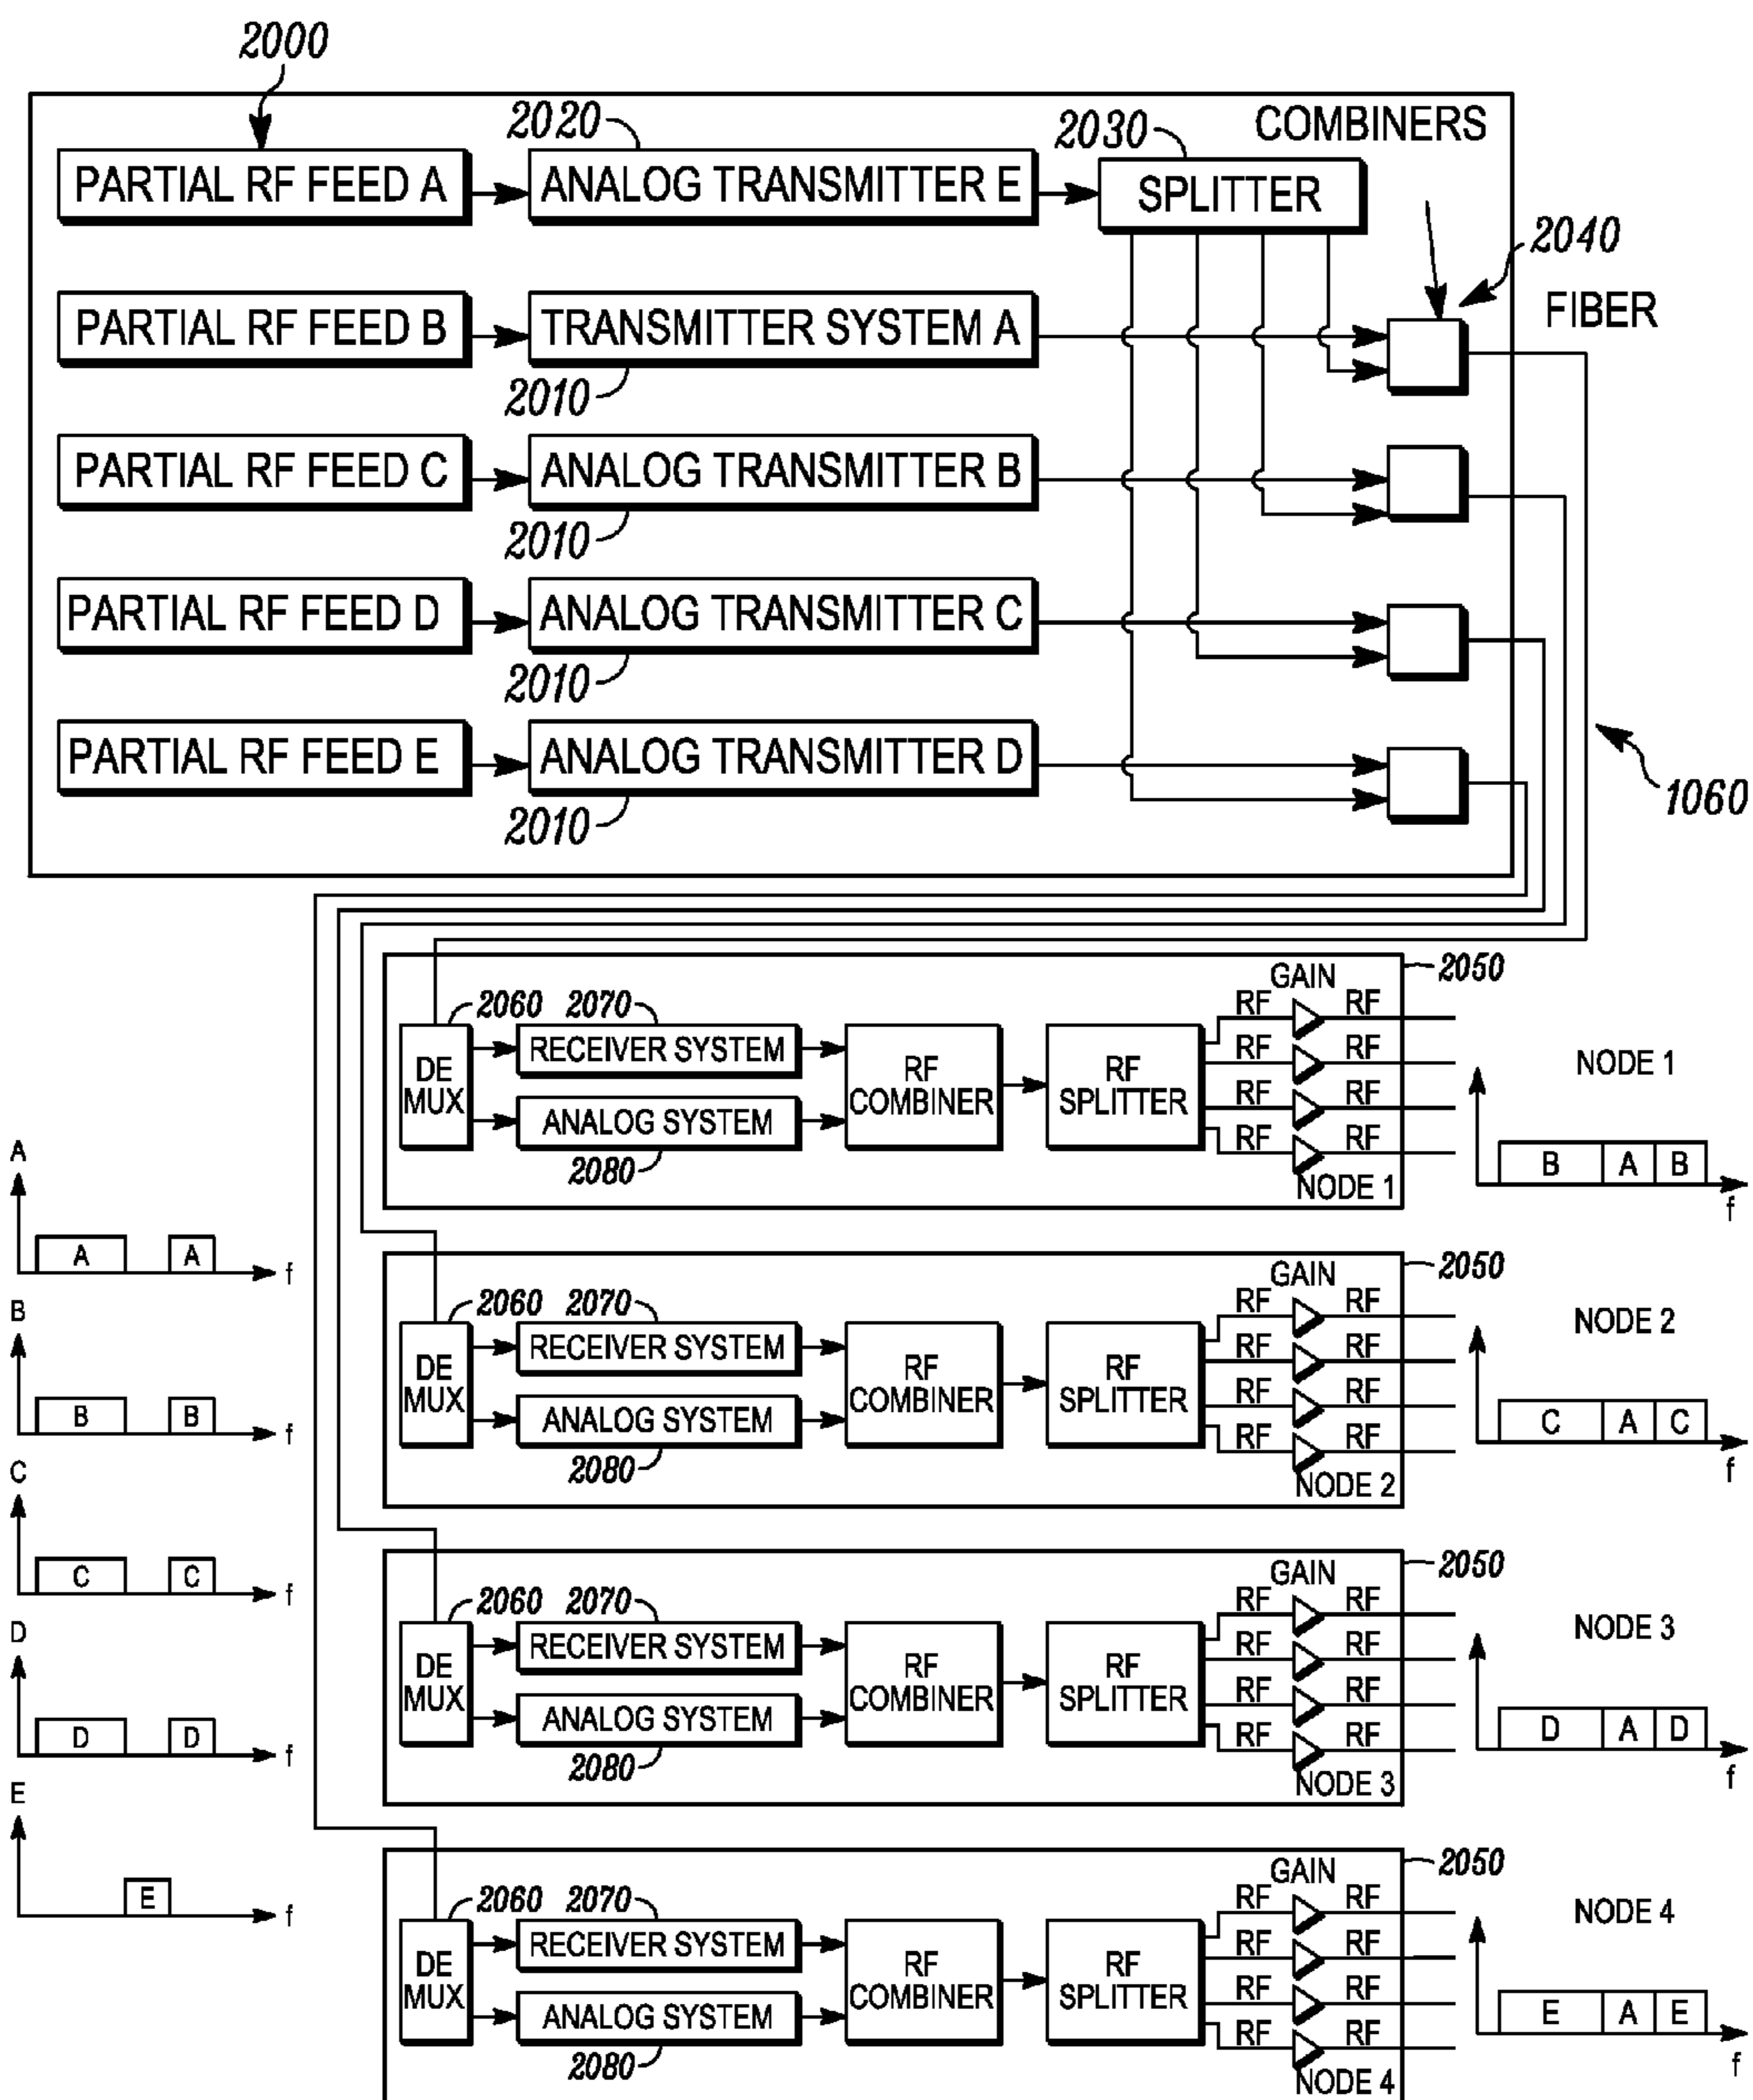 2000
COMBINERS
2020
2030
PARTIAL RF FEED A
ANALOG TRANSMITTER E
SPLITTER
2040
FIBER
PARTIAL RF FEED B
TRANSMITTER SYSTEM A
2010
PARTIAL RF FEED C
ANALOG TRANSMITTER B
2010
PARTIAL RF FEED D
ANALOG TRANSMITTER C
2010
PARTIAL RF FEED E
ANALOG TRANSMITTER D
2010
1060
2050
GAIN
2060
2070
RF RF
RECEIVER SYSTEM
RF RF
DE
MUX
RF
COMBINER
RF
SPLITTER
ANALOG SYSTEM
RF RF
2080
RF RF
NODE 1
NODE 1
B A B
f
2050
GAIN
2060
2070
RF RF
RECEIVER SYSTEM
RF RF
DE
MUX
RF
COMBINER
RF
SPLITTER
ANALOG SYSTEM
RF RF
2080
RF RF
NODE 2
NODE 2
C A C
f
2050
GAIN
2060
2070
RF RF
RECEIVER SYSTEM
RF RF
DE
MUX
RF
COMBINER
RF
SPLITTER
ANALOG SYSTEM
RF RF
2080
RF RF
NODE 3
NODE 3
D A D
f
2050
GAIN
2060
2070
RF RF
RECEIVER SYSTEM
RF RF
DE
MUX
RF
COMBINER
RF
SPLITTER
ANALOG SYSTEM
RF RF
2080
RF RF
NODE 4
NODE 4
E A E
f
A
A A f
B
B B f
C
C C f
D
D D f
E
E f